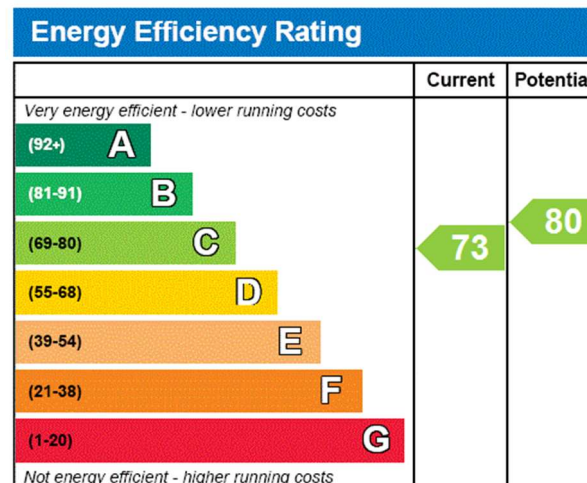 Energy Efficiency Rating
Current Potentia
Very energy efficient - lower running costs
(92+) A
(81-91) B
(69-80) C
(55-68) D
(39-54) E
(21-38) F
(1-20) G
73
80
Not energy efficient - higher running costs